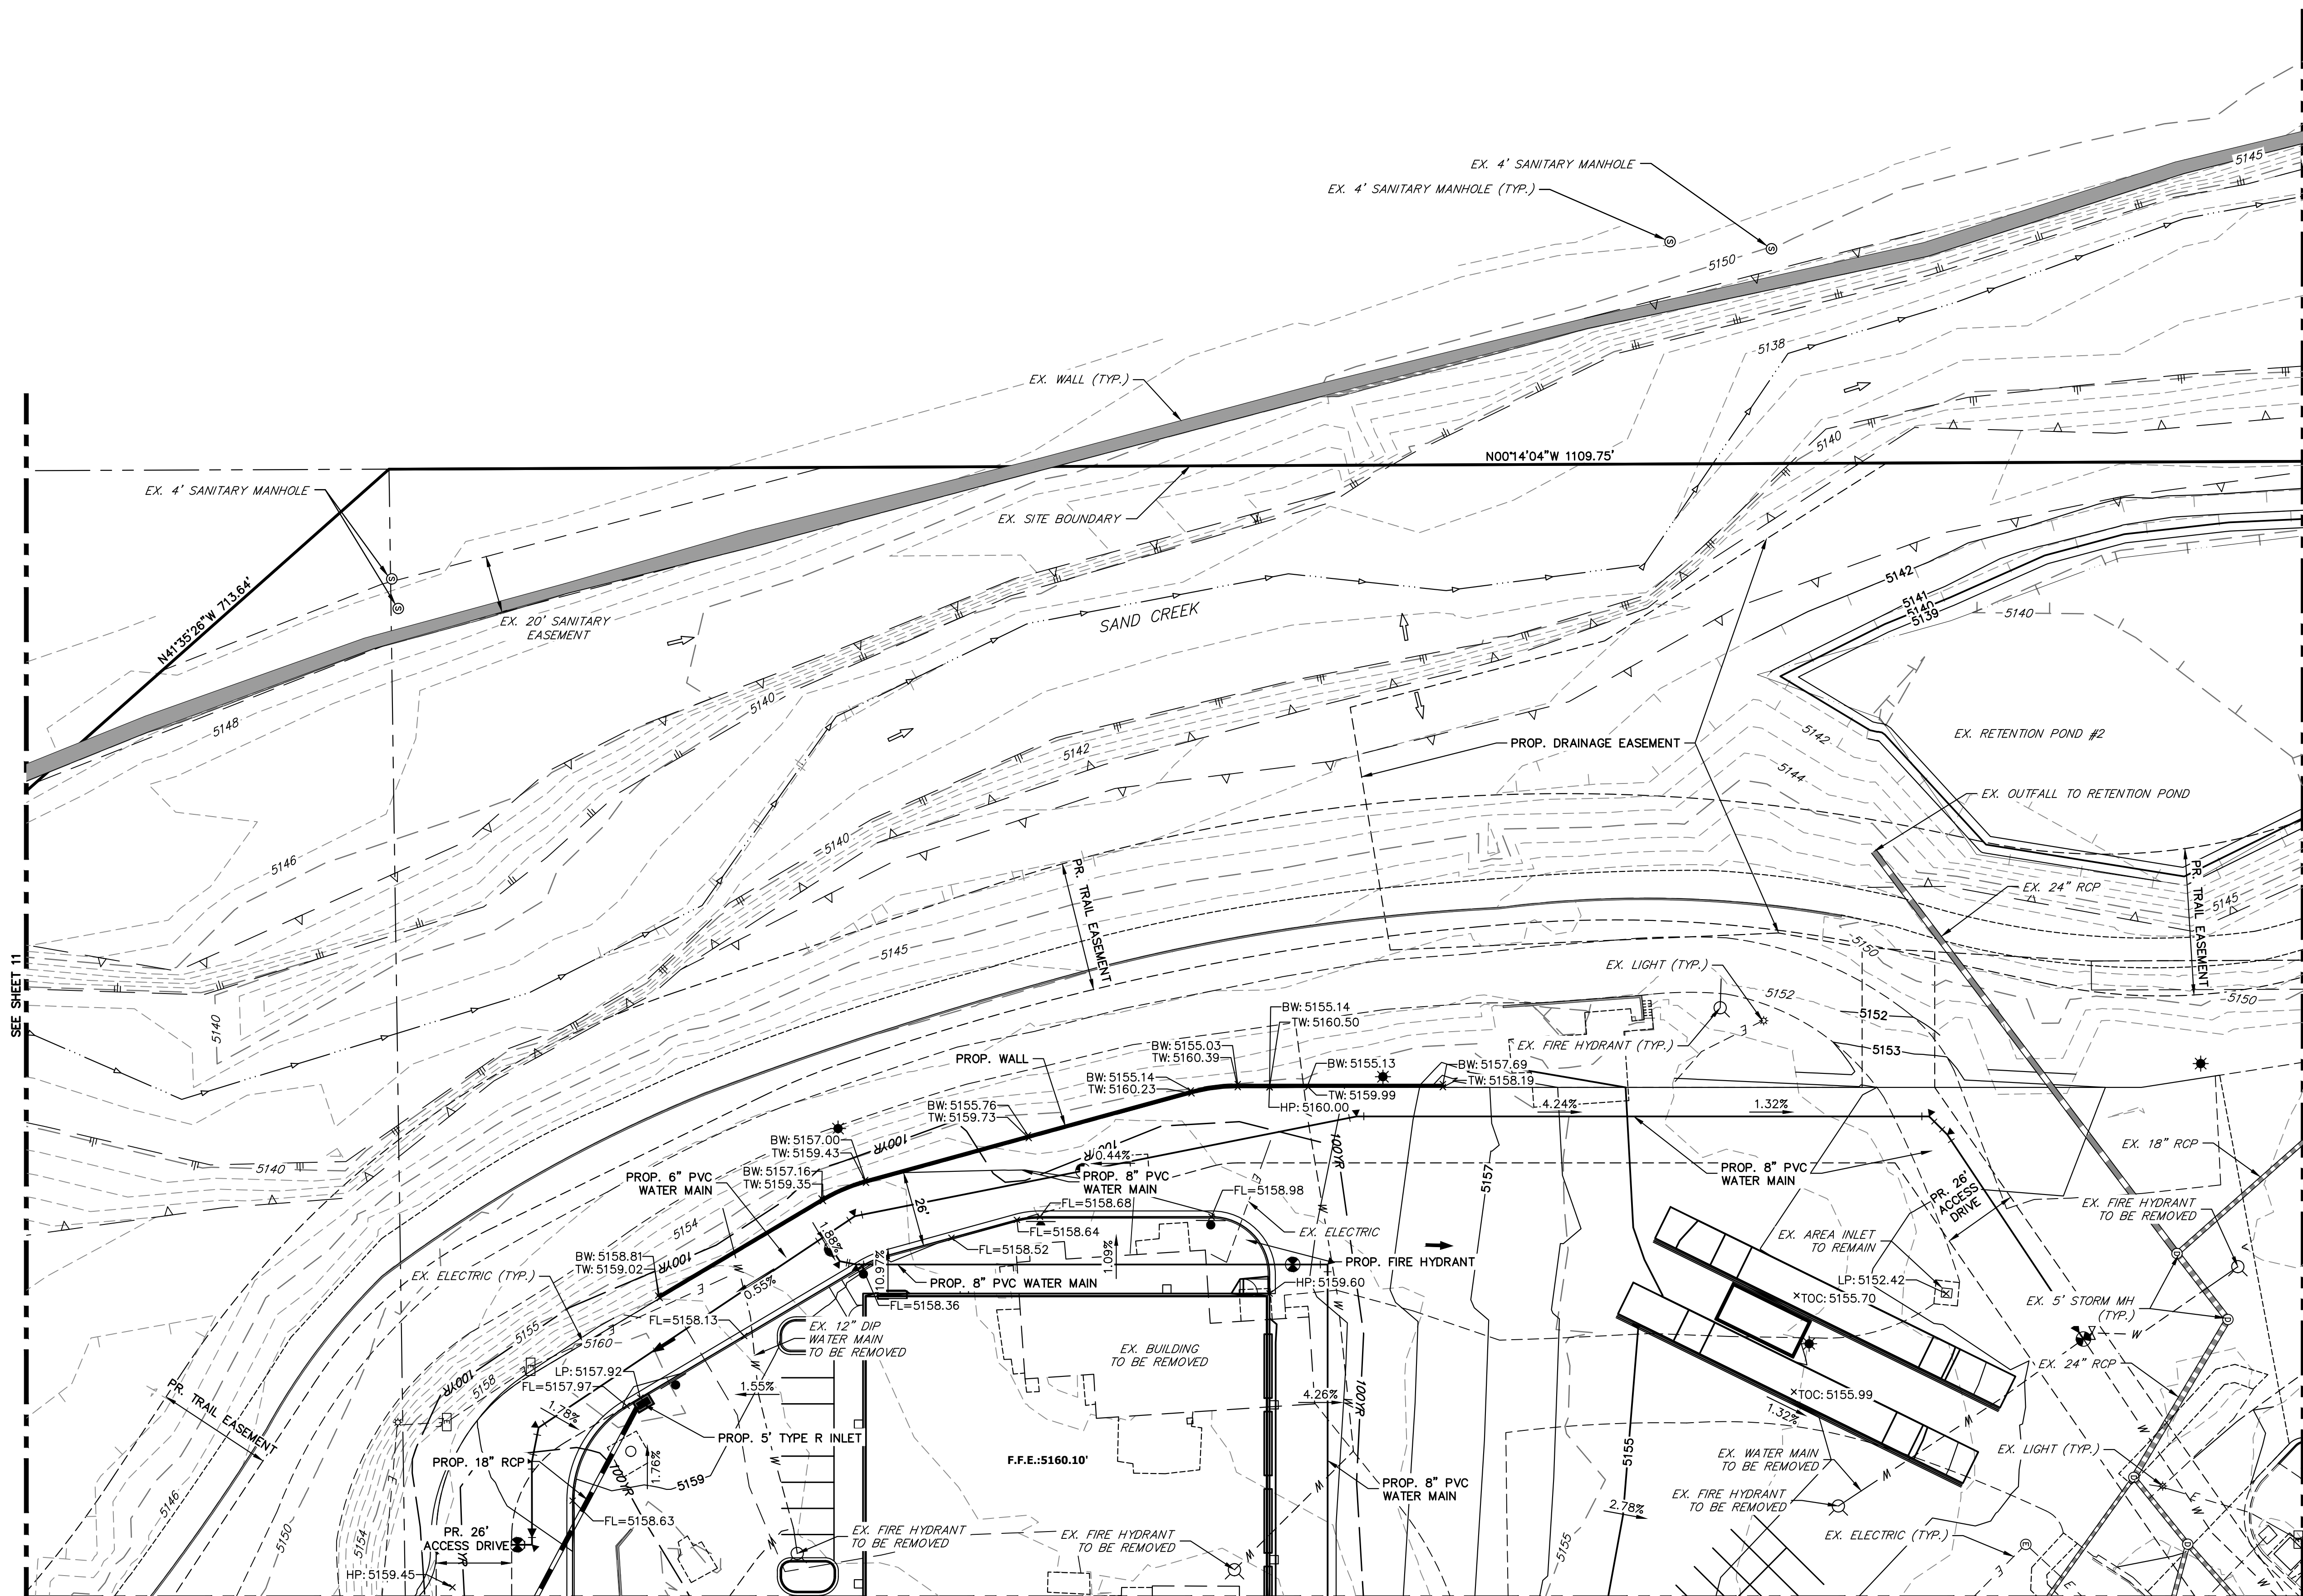 EX. 4' SANITARY MANHOLE
EX. 4' SANITARY MANHOLE (TYP.)
S
S
5145
5150
5138
EX. WALL (TYP.)
5140
N00°14'04"W 1109.75'
EX. 4' SANITARY MANHOLE
EX. SITE BOUNDARY
S
S
N41°35'26"W 713.64'
EX. 20' SANITARY
EASEMENT
SAND CREEK
5142
5141
5140
5139
5140
5140
5148
EX. RETENTION POND #2
5142
5142
PROP. DRAINAGE EASEMENT
5144
EX. OUTFALL TO RETENTION POND
5140
5146
PR. TRAIL EASEMENT
EX. 24" RCP
PR. TRAIL EASEMENT
5145
5145
5150
5150
SEE SHEET 11
EX. LIGHT (TYP.)
5152
5152
5153
5140
EX. FIRE HYDRANT (TYP.)
E
BW: 5155.14
TW: 5160.50
BW: 5155.03
TW: 5160.39
PROP. WALL
BW: 5155.13
BW: 5157.69
BW: 5155.14
TW: 5160.23
TW: 5158.19
TW: 5159.99
HP: 5160.00
4.24%
1.32%
BW: 5155.76
TW: 5159.73
BW: 5157.00
TW: 5159.43
100YR
100YR
0.44%
100YR
5140
BW: 5157.16
TW: 5159.35
PROP. 6" PVC
WATER MAIN
PROP. 8" PVC
WATER MAIN
5157
PROP. 8" PVC
WATER MAIN
EX. 18" RCP
PR. 26'
ACCESS
DRIVE
EX. FIRE HYDRANT
TO BE REMOVED
26'
FL=5158.98
FL=5158.68
FL=5158.64
FL=5158.52
EX. ELECTRIC
EX. AREA INLET
TO REMAIN
LP: 5152.42
5154
W
1.88%
10.97%
1.09%
PROP. FIRE HYDRANT
BW: 5158.81
TW: 5159.02
100YR
100YR
EX. ELECTRIC (TYP.)
0.55%
PROP. 8" PVC WATER MAIN
HP: 5159.60
FL=5158.36
TOC: 5155.70
EX. 5' STORM MH
(TYP.)
5155
5160
FL=5158.13
EX. 12" DIP
WATER MAIN
TO BE REMOVED
EX. BUILDING
TO BE REMOVED
EX. 24" RCP
W
LP: 5157.92
FL=5157.97
1.55%
5158
100YR
PR. TRAIL EASEMENT
1.78%
4.26%
100YR
TOC: 5155.99
1.32%
PROP. 5' TYPE R INLET
PROP. 18" RCP
1.76%
F.F.E.:5160.10'
5155
EX. WATER MAIN
TO BE REMOVED
EX. LIGHT (TYP.)
5159
100YR
PROP. 8" PVC
WATER MAIN
5146
2.78%
EX. FIRE HYDRANT
TO BE REMOVED
FL=5158.63
5150
5154
PR. 26'
ACCESS DRIVE
EX. FIRE HYDRANT
TO BE REMOVED
EX. FIRE HYDRANT
TO BE REMOVED
5155
EX. ELECTRIC (TYP.)
HP: 5159.45